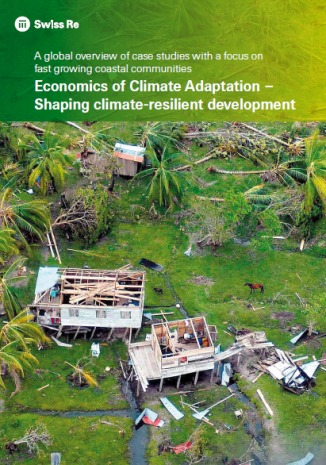 Swiss Re
A global overview of case studies with a focus on
fast growing coastal communities
Economics of Climate Adaptation –
Shaping climate-resilient development